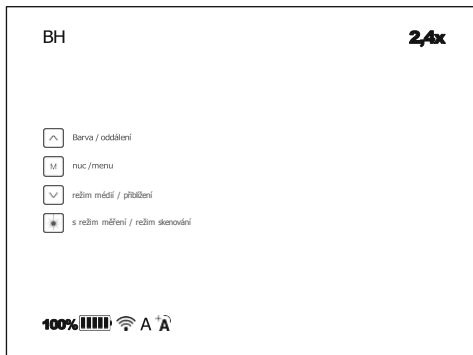 BH 2,4x
Barva / oddálení
M nuc /menu
režim médií / přiblížení
s režim měření / režim skenování
100% A A